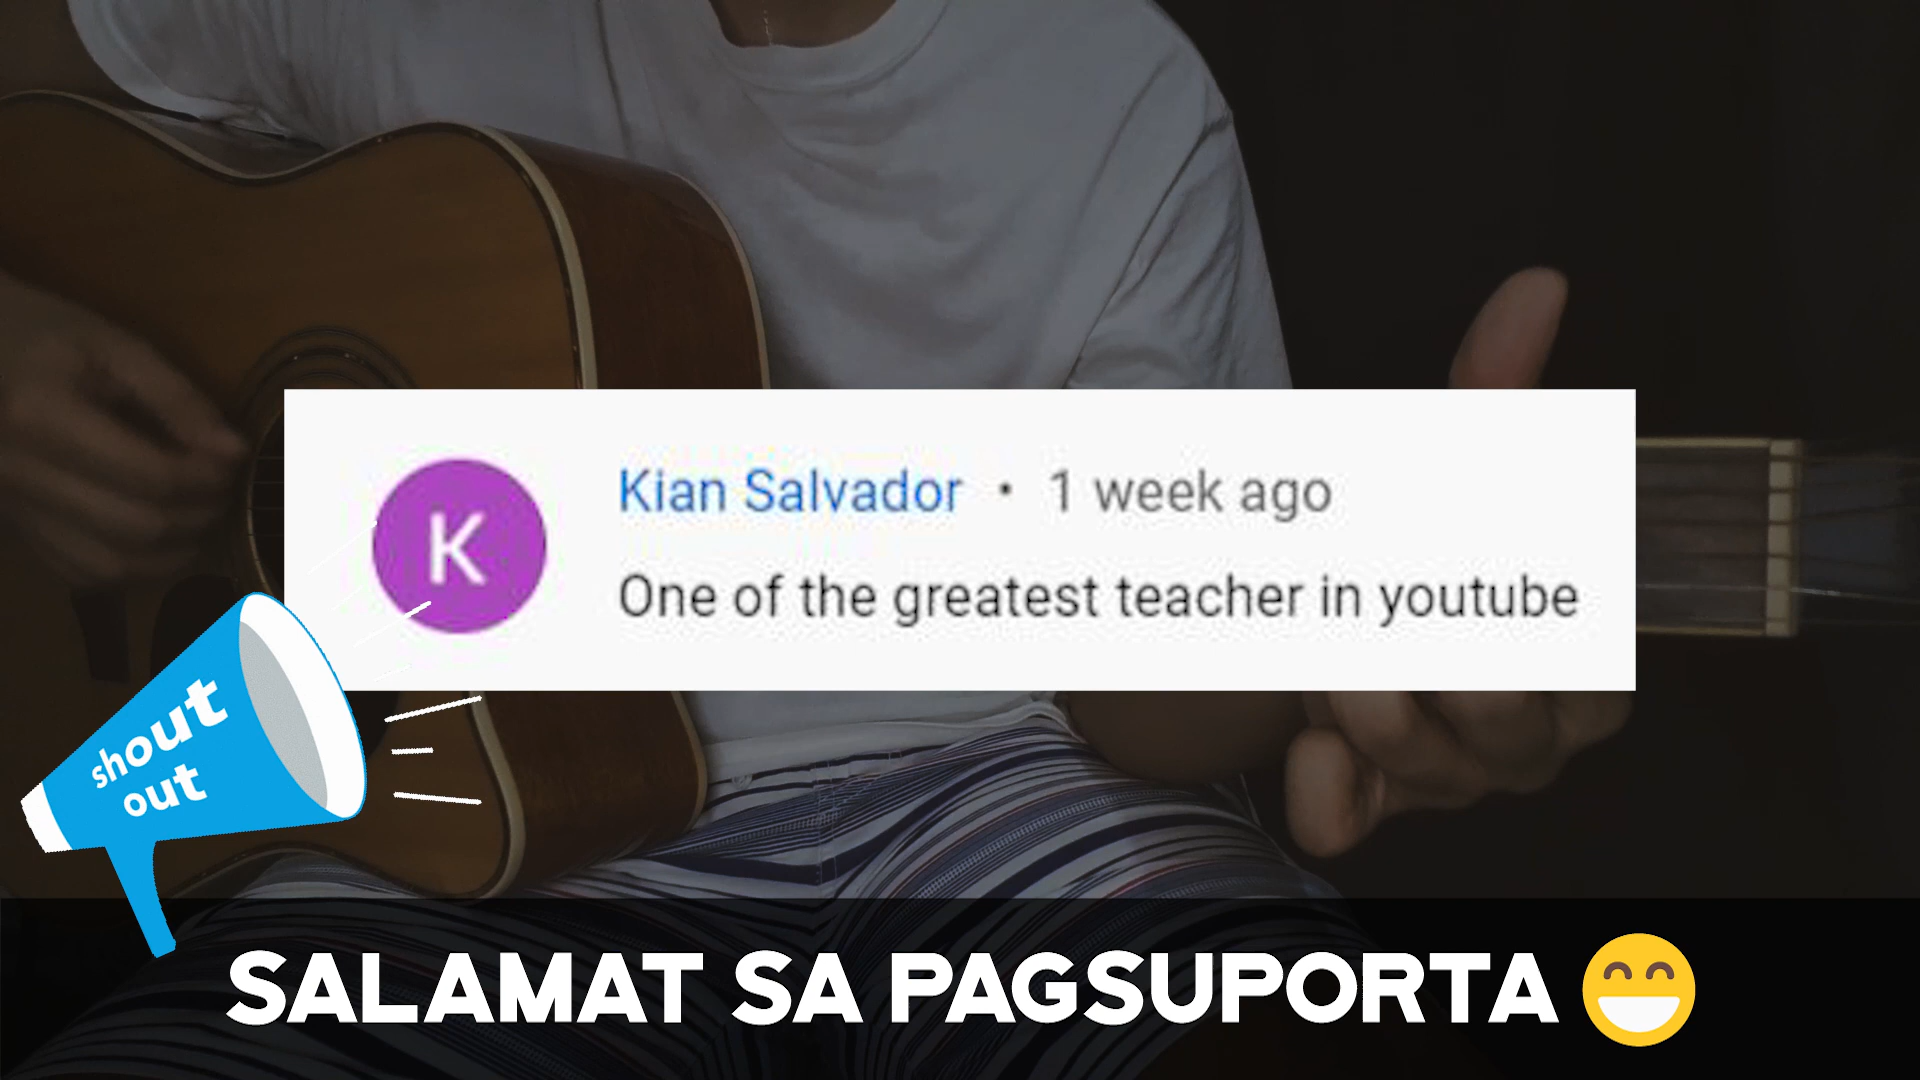 K
Kian Salvador • 1 week ago
One of the greatest teacher in youtube
shout
out
SALAMAT SA PAGSUPORTA 😁